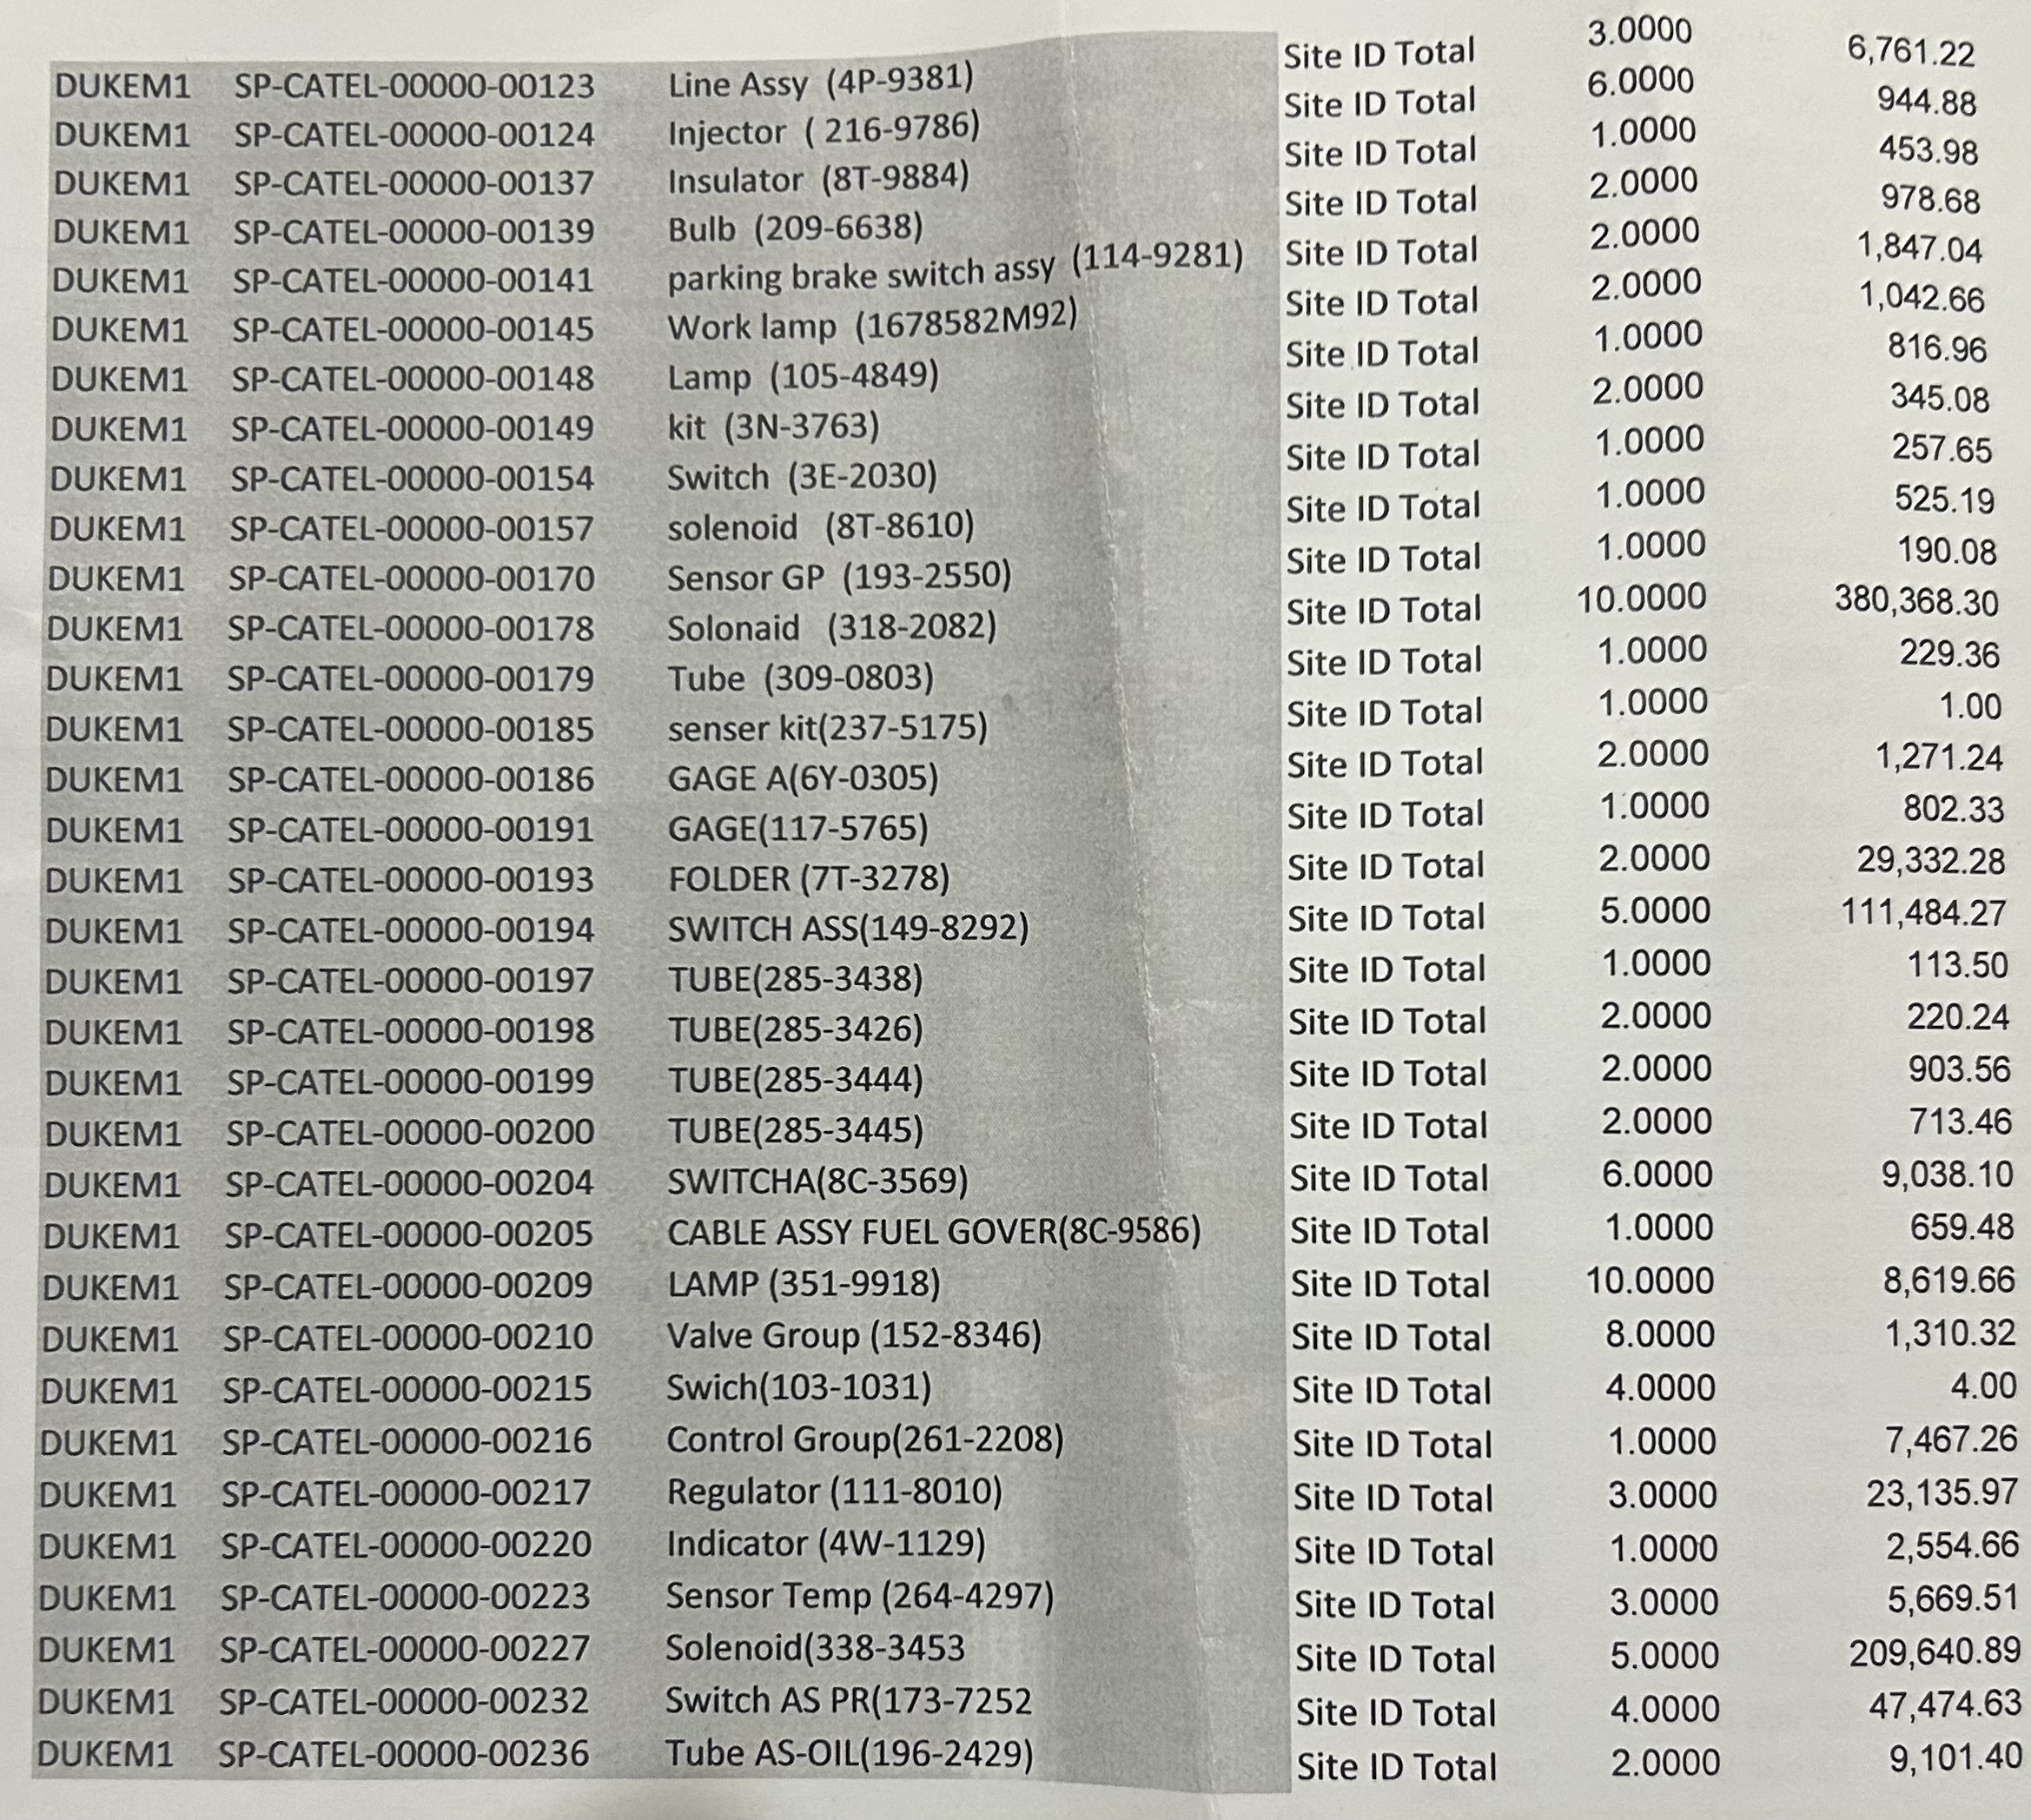 DUKEM1 SP-CATEL-00000-00123 Line Assy (4P-9381) Site ID Total 3.0000 6,761.22
DUKEM1 SP-CATEL-00000-00124 Injector ( 216-9786) Site ID Total 6.0000 944.88
DUKEM1 SP-CATEL-00000-00137 Insulator (8T-9884) Site ID Total 1.0000 453.98
DUKEM1 SP-CATEL-00000-00139 Bulb (209-6638) Site ID Total 2.0000 978.68
DUKEM1 SP-CATEL-00000-00141 parking brake switch assy (114-9281) Site ID Total 2.0000 1,847.04
DUKEM1 SP-CATEL-00000-00145 Work lamp (1678582M92) Site ID Total 2.0000 1,042.66
DUKEM1 SP-CATEL-00000-00148 Lamp (105-4849) Site ID Total 1.0000 816.96
DUKEM1 SP-CATEL-00000-00149 kit (3N-3763) Site ID Total 2.0000 345.08
DUKEM1 SP-CATEL-00000-00154 Switch (3E-2030) Site ID Total 1.0000 257.65
DUKEM1 SP-CATEL-00000-00157 solenoid (8T-8610) Site ID Total 1.0000 525.19
DUKEM1 SP-CATEL-00000-00170 Sensor GP (193-2550) Site ID Total 1.0000 190.08
DUKEM1 SP-CATEL-00000-00178 Solonaid (318-2082) Site ID Total 10.0000 380,368.30
DUKEM1 SP-CATEL-00000-00179 Tube (309-0803) Site ID Total 1.0000 229.36
DUKEM1 SP-CATEL-00000-00185 senser kit(237-5175) Site ID Total 1.0000 1.00
DUKEM1 SP-CATEL-00000-00186 GAGE A(6Y-0305) Site ID Total 2.0000 1,271.24
DUKEM1 SP-CATEL-00000-00191 GAGE(117-5765) Site ID Total 1.0000 802.33
DUKEM1 SP-CATEL-00000-00193 FOLDER (7T-3278) Site ID Total 2.0000 29,332.28
DUKEM1 SP-CATEL-00000-00194 SWITCH ASS(149-8292) Site ID Total 5.0000 111,484.27
DUKEM1 SP-CATEL-00000-00197 TUBE(285-3438) Site ID Total 1.0000 113.50
DUKEM1 SP-CATEL-00000-00198 TUBE(285-3426) Site ID Total 2.0000 220.24
DUKEM1 SP-CATEL-00000-00199 TUBE(285-3444) Site ID Total 2.0000 903.56
DUKEM1 SP-CATEL-00000-00200 TUBE(285-3445) Site ID Total 2.0000 713.46
DUKEM1 SP-CATEL-00000-00204 SWITCHA(8C-3569) Site ID Total 6.0000 9,038.10
DUKEM1 SP-CATEL-00000-00205 CABLE ASSY FUEL GOVER(8C-9586) Site ID Total 1.0000 659.48
DUKEM1 SP-CATEL-00000-00209 LAMP (351-9918) Site ID Total 10.0000 8,619.66
DUKEM1 SP-CATEL-00000-00210 Valve Group (152-8346) Site ID Total 8.0000 1,310.32
DUKEM1 SP-CATEL-00000-00215 Swich(103-1031) Site ID Total 4.0000 4.00
DUKEM1 SP-CATEL-00000-00216 Control Group(261-2208) Site ID Total 1.0000 7,467.26
DUKEM1 SP-CATEL-00000-00217 Regulator (111-8010) Site ID Total 3.0000 23,135.97
DUKEM1 SP-CATEL-00000-00220 Indicator (4W-1129) Site ID Total 1.0000 2,554.66
DUKEM1 SP-CATEL-00000-00223 Sensor Temp (264-4297) Site ID Total 3.0000 5,669.51
DUKEM1 SP-CATEL-00000-00227 Solenoid(338-3453 Site ID Total 5.0000 209,640.89
DUKEM1 SP-CATEL-00000-00232 Switch AS PR(173-7252 Site ID Total 4.0000 47,474.63
DUKEM1 SP-CATEL-00000-00236 Tube AS-OIL(196-2429) Site ID Total 2.0000 9,101.40